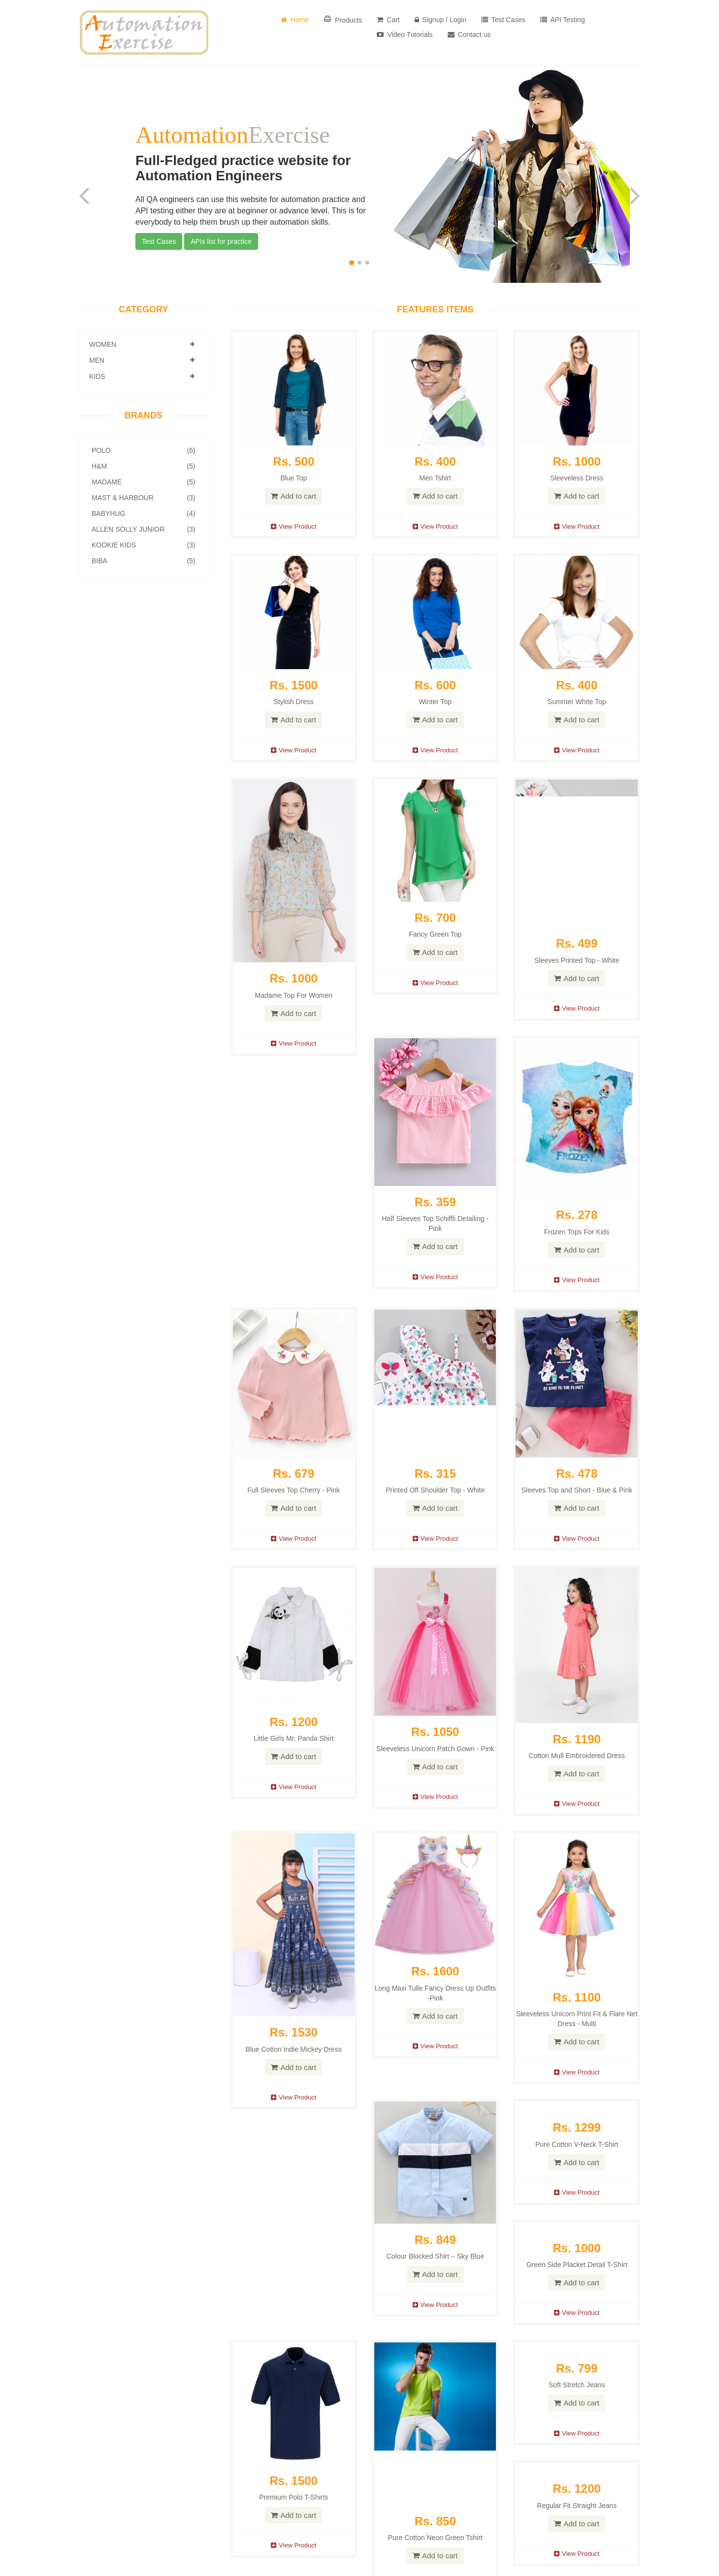 Automation
Exercise
Home
Products
Cart
Signup / Login
Test Cases
API Testing
Video Tutorials
Contact us
AutomationExercise
Full-Fledged practice website for
Automation Engineers
All QA engineers can use this website for automation practice and
API testing either they are at beginner or advance level. This is for
everybody to help them brush up their automation skills.
Test Cases
APIs list for practice
CATEGORY
WOMEN
MEN
KIDS
BRANDS
POLO (6)
H&M (5)
MADAME (5)
MAST & HARBOUR (3)
BABYHUG (4)
ALLEN SOLLY JUNIOR (3)
KOOKIE KIDS (3)
BIBA (5)
FEATURES ITEMS
Rs. 500
Blue Top
Add to cart
View Product
Rs. 400
Men Tshirt
Add to cart
View Product
Rs. 1000
Sleeveless Dress
Add to cart
View Product
Rs. 1500
Stylish Dress
Add to cart
View Product
Rs. 600
Winter Top
Add to cart
View Product
Rs. 400
Summer White Top
Add to cart
View Product
Rs. 1000
Madame Top For Women
Add to cart
View Product
Rs. 700
Fancy Green Top
Add to cart
View Product
Rs. 499
Sleeves Printed Top - White
Add to cart
View Product
Rs. 359
Half Sleeves Top Schiffli Detailing -
Pink
Add to cart
View Product
FROZEN
Rs. 278
Frozen Tops For Kids
Add to cart
View Product
Rs. 679
Full Sleeves Top Cherry - Pink
Add to cart
View Product
Rs. 315
Printed Off Shoulder Top - White
Add to cart
View Product
BE KIND TO THE PLANET
Rs. 478
Sleeves Top and Short - Blue & Pink
Add to cart
View Product
Rs. 1200
Little Girls Mr. Panda Shirt
Add to cart
View Product
Rs. 1050
Sleeveless Unicorn Patch Gown - Pink
Add to cart
View Product
Rs. 1190
Cotton Mull Embroidered Dress
Add to cart
View Product
Rs. 1530
Blue Cotton Indie Mickey Dress
Add to cart
View Product
Rs. 1600
Long Maxi Tulle Fancy Dress Up Outfits
-Pink
Add to cart
View Product
Rs. 1100
Sleeveless Unicorn Print Fit & Flare Net
Dress - Multi
Add to cart
View Product
Rs. 849
Colour Blocked Shirt – Sky Blue
Add to cart
View Product
Rs. 1299
Pure Cotton V-Neck T-Shirt
Add to cart
View Product
Rs. 1000
Green Side Placket Detail T-Shirt
Add to cart
View Product
Rs. 1500
Premium Polo T-Shirts
Add to cart
View Product
Rs. 850
Pure Cotton Neon Green Tshirt
Add to cart
Rs. 799
Soft Stretch Jeans
Add to cart
View Product
Rs. 1200
Regular Fit Straight Jeans
Add to cart
View Product